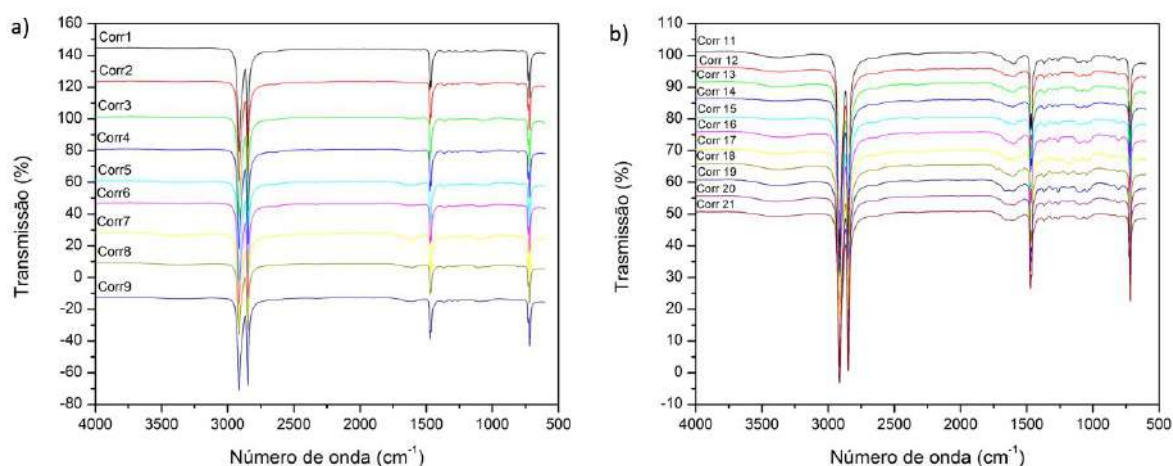 a)
Transmissão (%)
160
140
120
100
80
60
40
20
0
-20
-40
-60
-80
Corr1
Corr2
Corr3
Corr4
Corr5
Corr6
Corr7
Corr8
Corr9
4000 3500 3000 2500 2000 1500 1000 500
Número de onda (cm-1)
b)
Trasmissão (%)
110
100
90
80
70
60
50
40
30
20
10
0
-10
Corr 11
Corr 12
Corr 13
Corr 14
Corr 15
Corr 16
Corr 17
Corr 18
Corr 19
Corr 20
Corr 21
4000 3500 3000 2500 2000 1500 1000 500
Número de onda (cm-1)